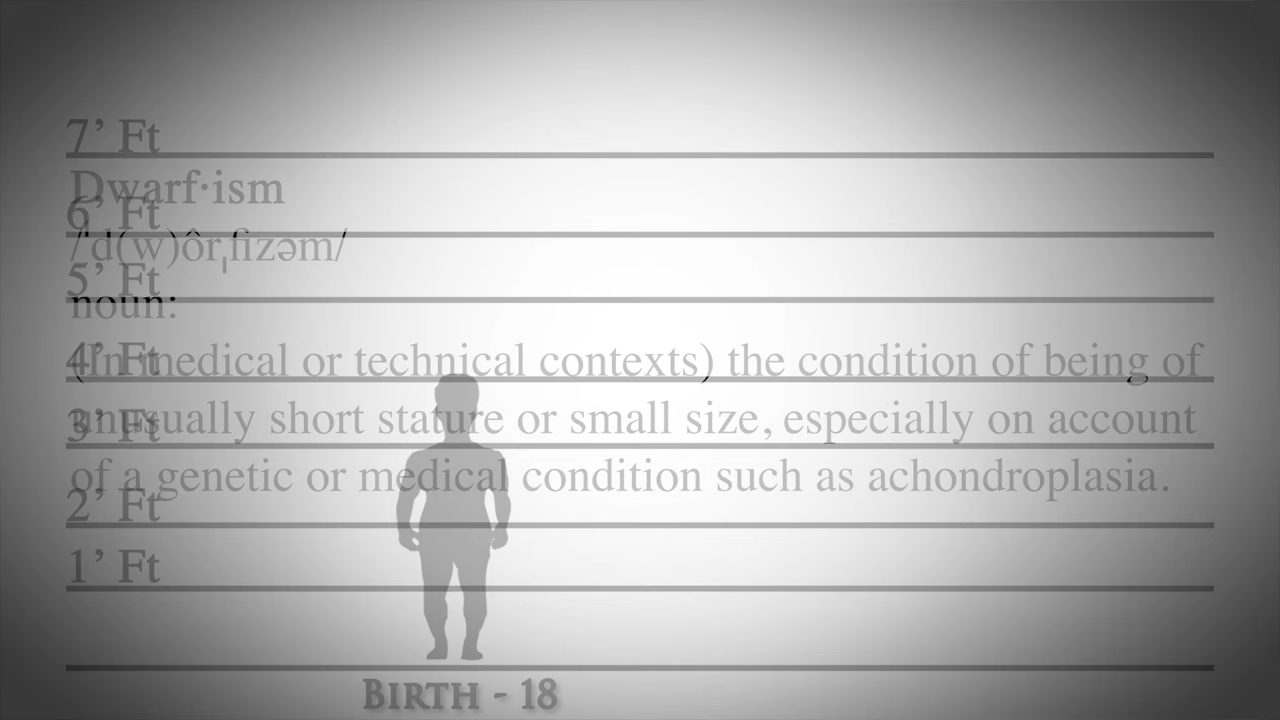 7’ Ft
Dwarf·ism
6’ Ft
/ˈd(w)ôrˌfizəm/
5’ Ft
noun:
4’ Ft
(In medical or technical contexts) the condition of being of
3’ Ft
unusually short stature or small size, especially on account
of a genetic or medical condition such as achondroplasia.
2’ Ft
1’ Ft
BIRTH - 18